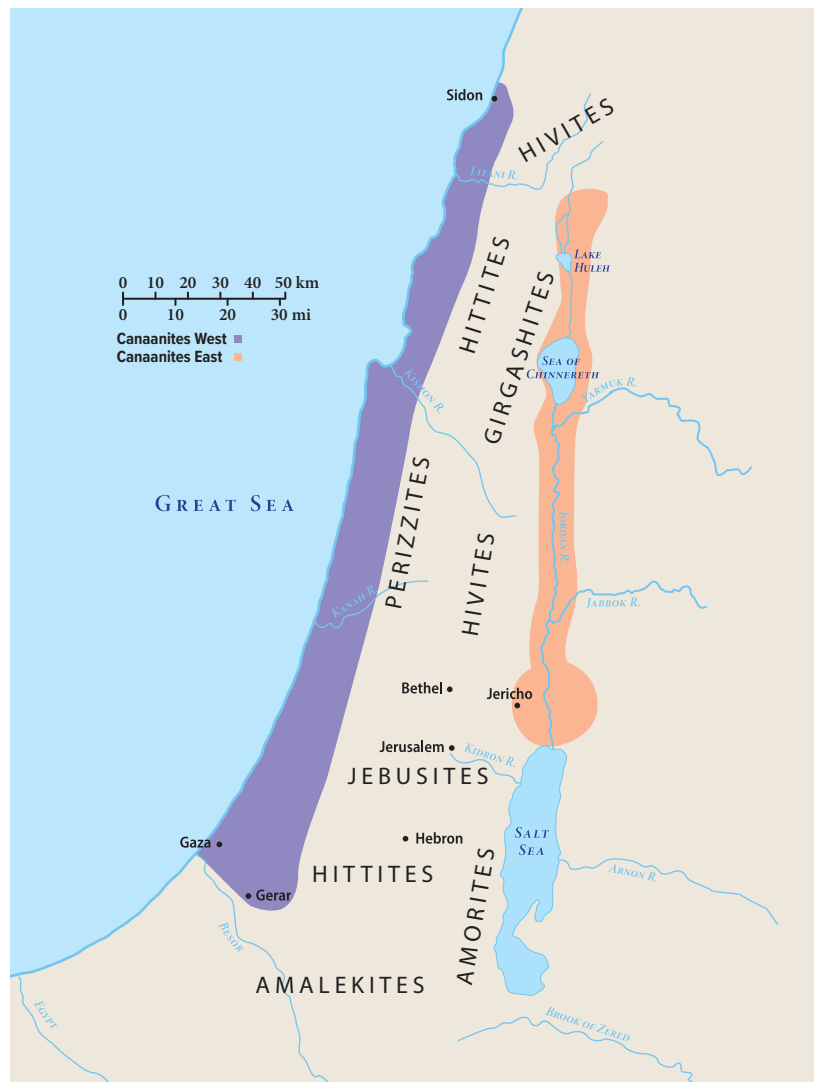 Sidon
HIVITES
LITANI R.
HITTITES
LAKE
HULEH
0 10 20 30 40 50 km
0 10 20 30 mi
Canaanites West
Canaanites East
GIRGASHITES
SEA OF
CHINNERETH
KISHON R.
YARMUK R.
GREAT SEA
PERIZZITES
JORDAN R.
HIVITES
KANAH R.
JABBOK R.
Bethel
Jericho
Jerusalem
KIDRON R.
JEBUSITES
Gaza
Hebron
SALT
SEA
HITTITES
ARNON R.
Gerar
AMORITES
BESOR
AMALEKITES
EGYPT
BROOK OF ZERED